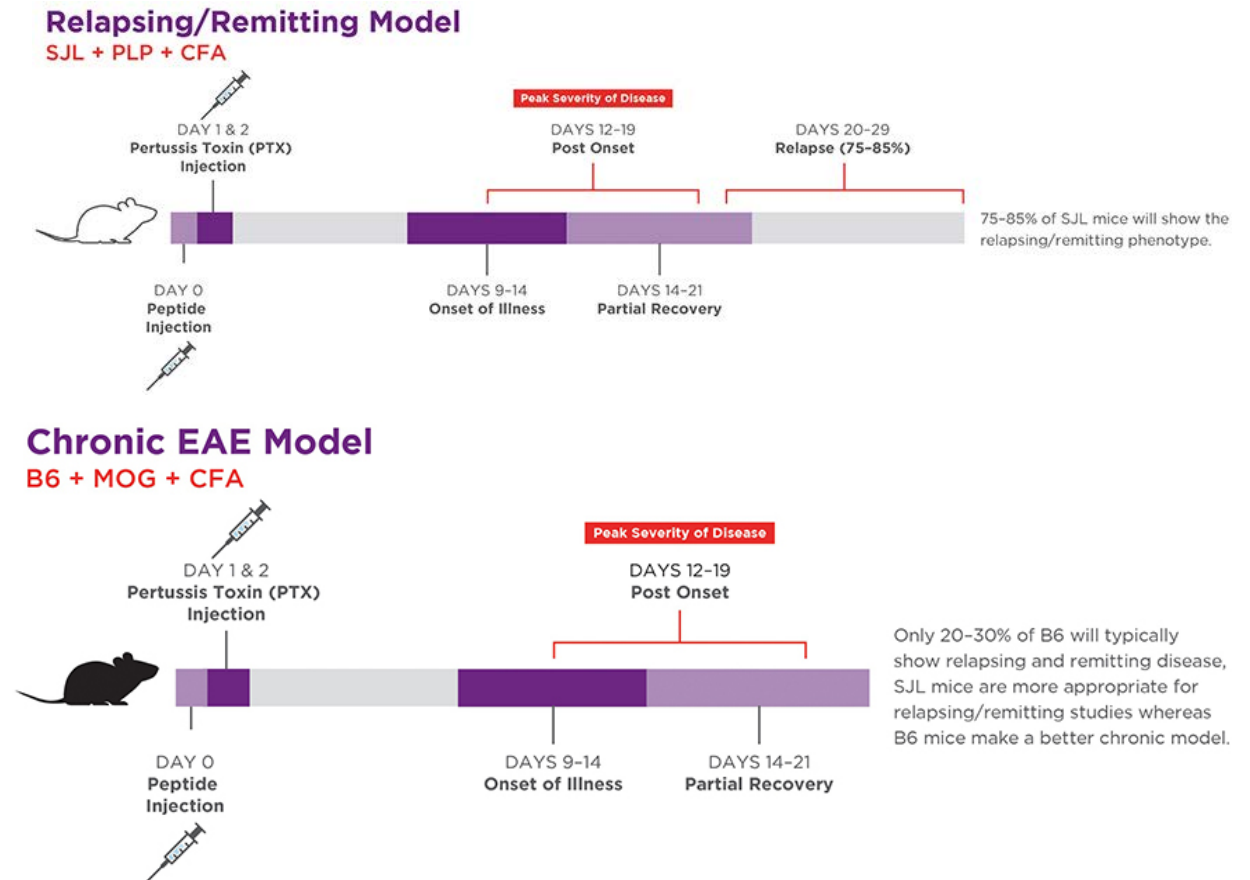 Relapsing/Remitting Model
SJL + PLP + CFA
Peak Severity of Disease
DAY 1 & 2
Pertussis Toxin (PTX)
Injection
DAYS 12–19
Post Onset
DAYS 20–29
Relapse (75–85%)
75–85% of SJL mice will show the
relapsing/remitting phenotype.
DAY 0
Peptide
Injection
DAYS 9–14
Onset of Illness
DAYS 14–21
Partial Recovery
Chronic EAE Model
B6 + MOG + CFA
Peak Severity of Disease
DAY 1 & 2
Pertussis Toxin (PTX)
Injection
DAYS 12–19
Post Onset
Only 20–30% of B6 will typically
show relapsing and remitting disease,
SJL mice are more appropriate for
relapsing/remitting studies whereas
B6 mice make a better chronic model.
DAY 0
Peptide
Injection
DAYS 9–14
Onset of Illness
DAYS 14–21
Partial Recovery